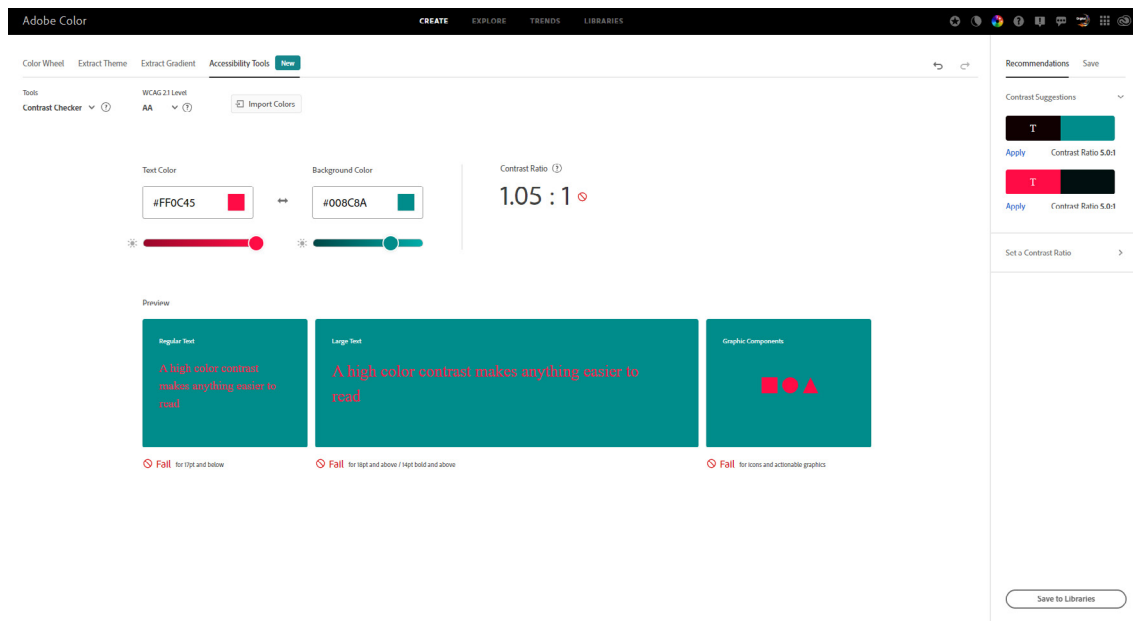 Adobe Color
CREATE EXPLORE TRENDS LIBRARIES
Color Wheel Extract Theme Extract Gradient Accessibility Tools New
Recommendations Save
Tools
Contrast Checker
WCAG 2.1 Level
AA
Import Colors
Contrast Suggestions
T
Apply Contrast Ratio 5.0:1
T
Apply Contrast Ratio 5.0:1
Set a Contrast Ratio
Text Color
#FF0C45
Background Color
#008C8A
Contrast Ratio
1.05 : 1
Preview
Regular Text
A high color contrast
makes anything easier to
read
Fail for 17pt and below
Large Text
A high color contrast makes anything easier to
read
Fail for 18pt and above / 14pt bold and above
Graphic Components
Fail for icons and actionable graphics
Save to Libraries